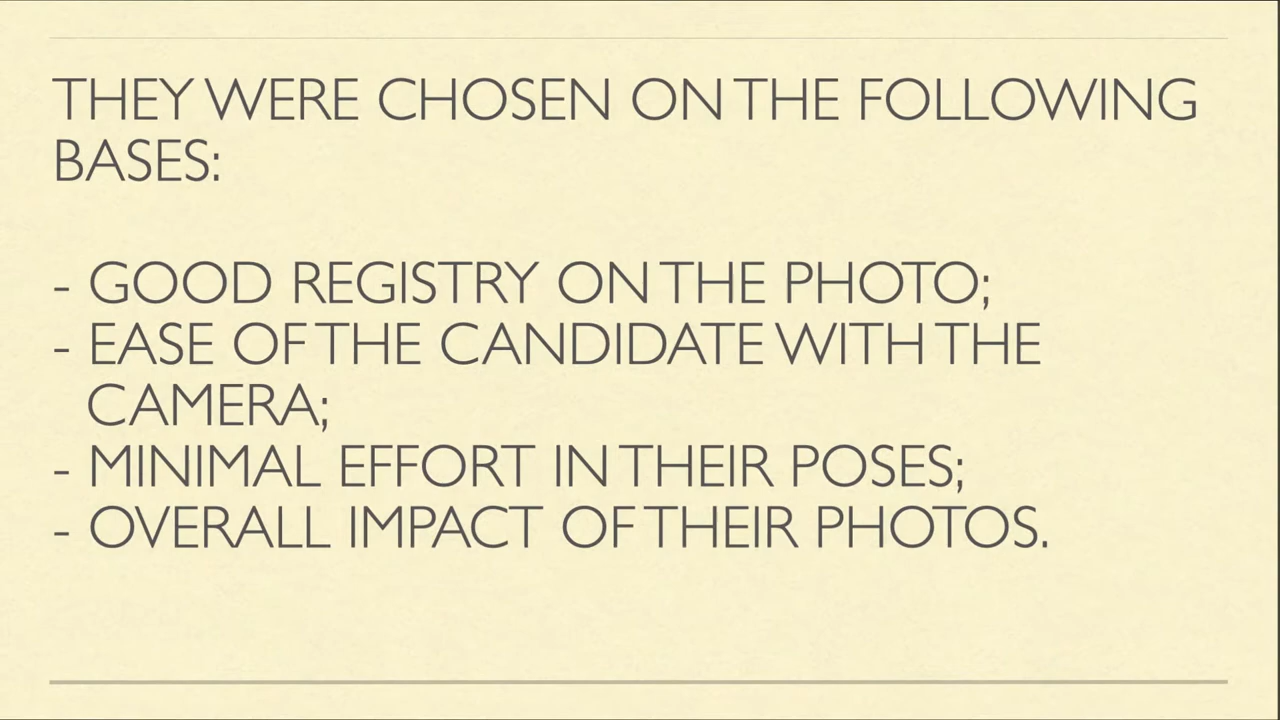 THEY WERE CHOSEN ON THE FOLLOWING
BASES:
- GOOD REGISTRY ON THE PHOTO;
- EASE OF THE CANDIDATE WITH THE
CAMERA;
- MINIMAL EFFORT IN THEIR POSES;
- OVERALL IMPACT OF THEIR PHOTOS.